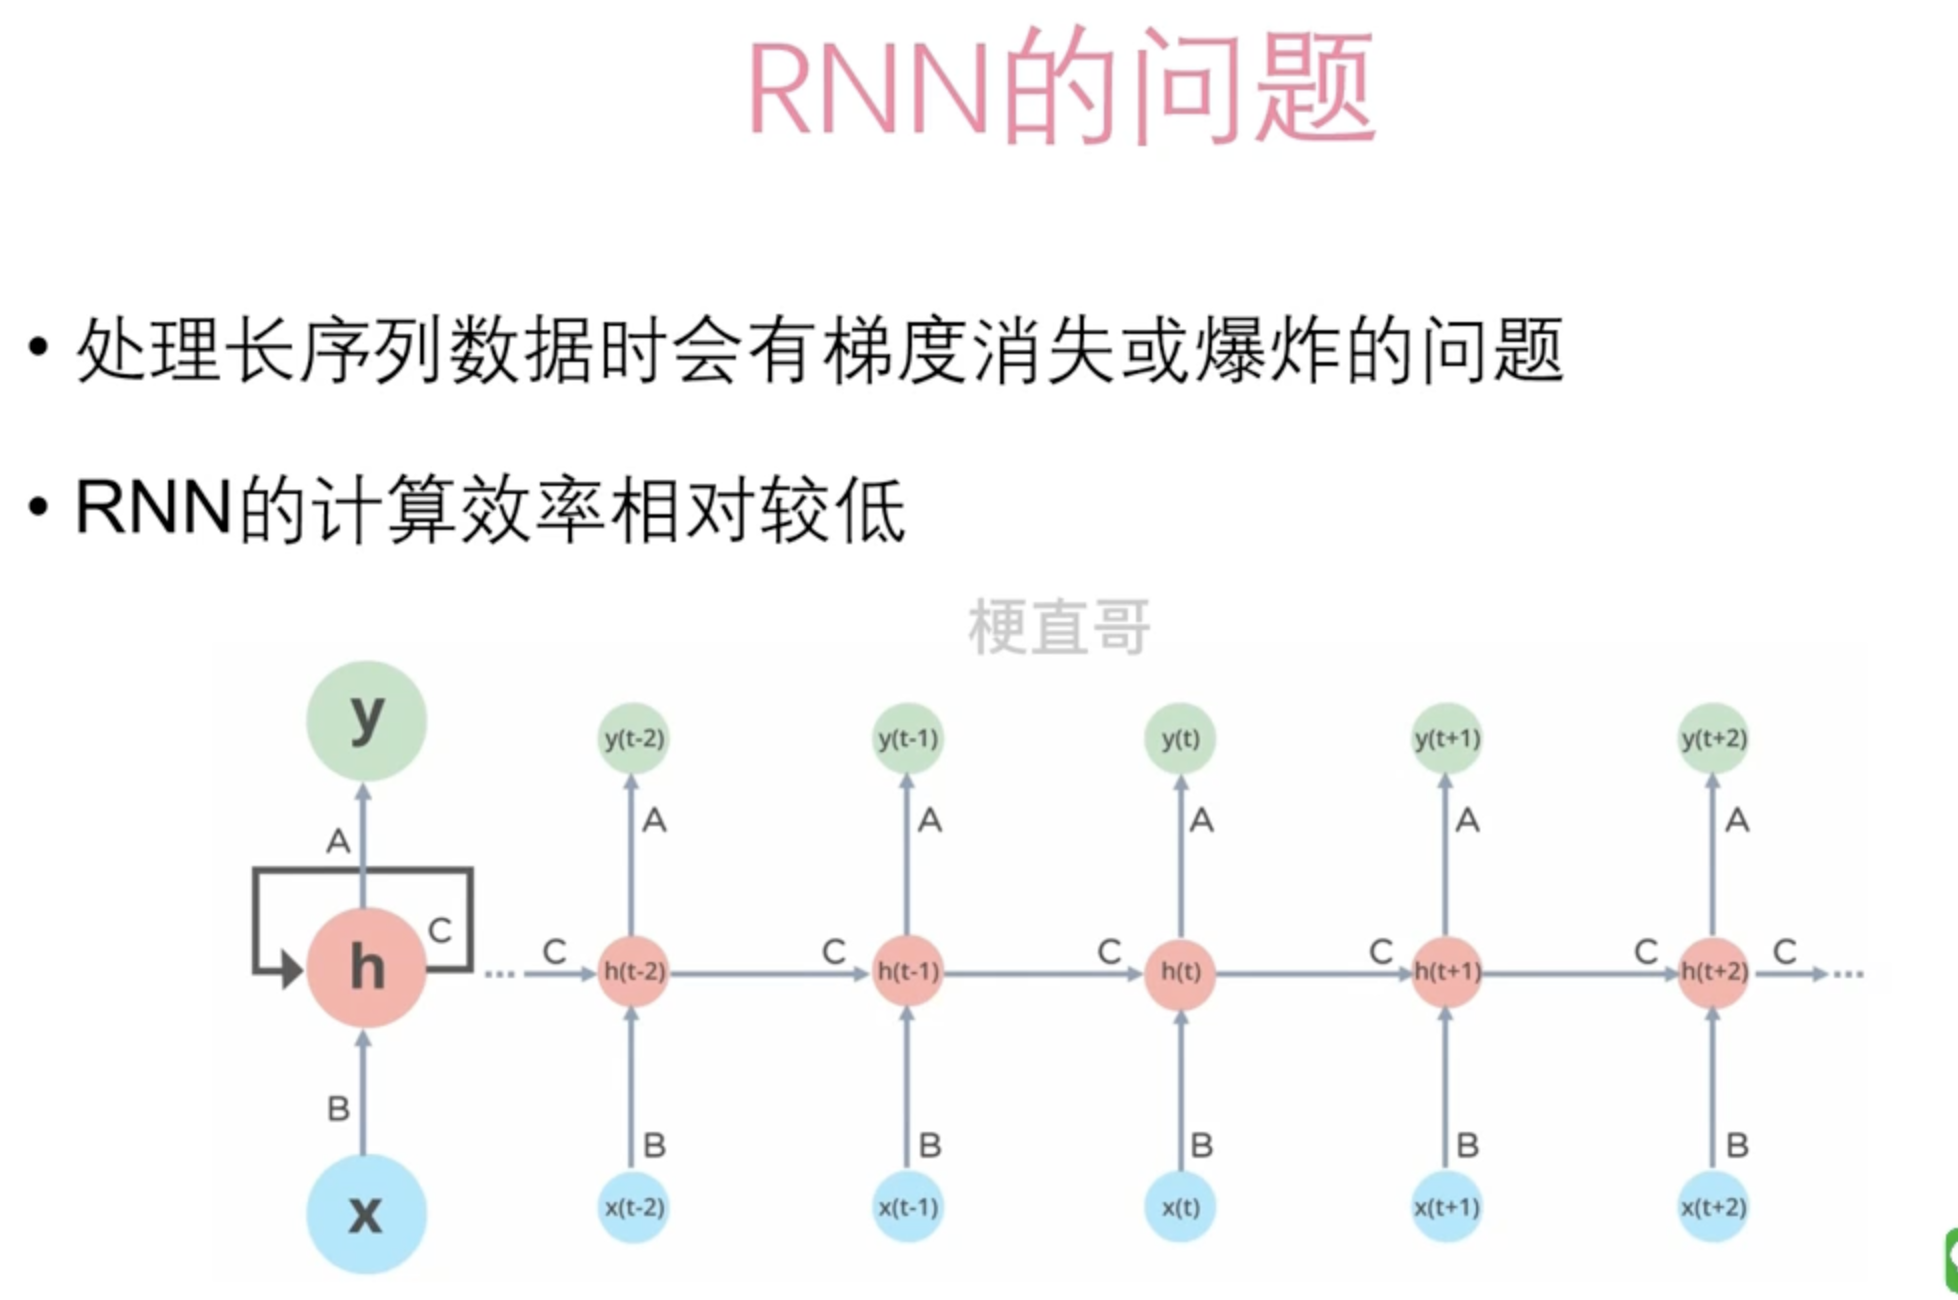 RNN的问题
• 处理长序列数据时会有梯度消失或爆炸的问题
• RNN的计算效率相对较低
梗直哥
y
y(t-2) y(t-1) y(t) y(t+1) y(t+2)
A A A A A A
C C C C C C C
h ... h(t-2) h(t-1) h(t) h(t+1) h(t+2) ...
B B B B B B
x x(t-2) x(t-1) x(t) x(t+1) x(t+2)